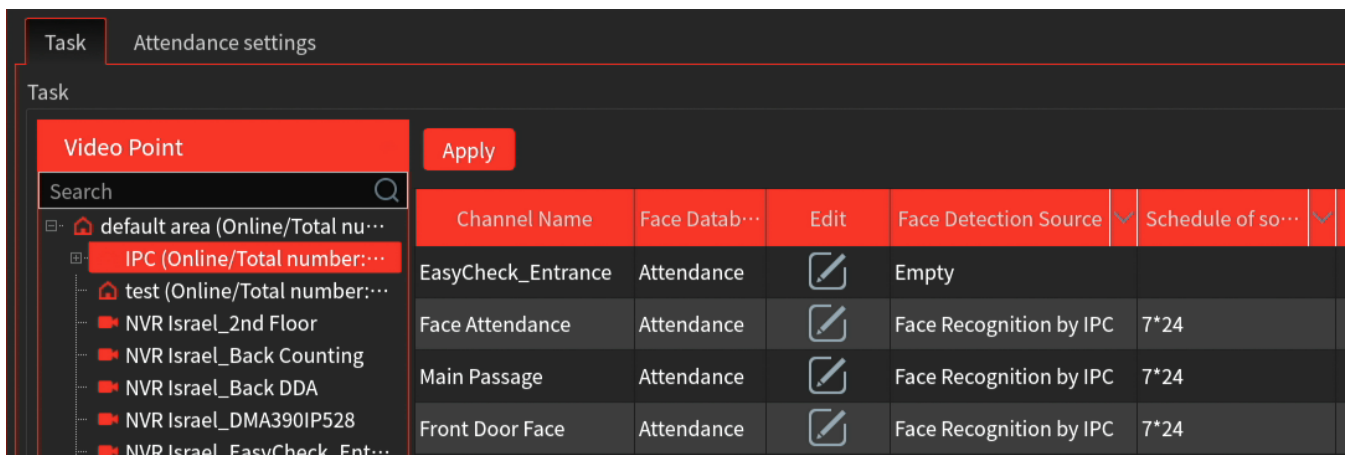 Task Attendance settings
Task
Video Point
Search
default area (Online/Total nu···
IPC (Online/Total number:···
test (Online/Total number:···
NVR Israel_2nd Floor
NVR Israel_Back Counting
NVR Israel_Back DDA
NVR Israel_DMA390IP528
NVR Israel_EasyCheck_Ent···
Apply
Channel Name Face Datab··· Edit Face Detection Source Schedule of so···
EasyCheck_Entrance Attendance Empty
Face Attendance Attendance Face Recognition by IPC 7*24
Main Passage Attendance Face Recognition by IPC 7*24
Front Door Face Attendance Face Recognition by IPC 7*24